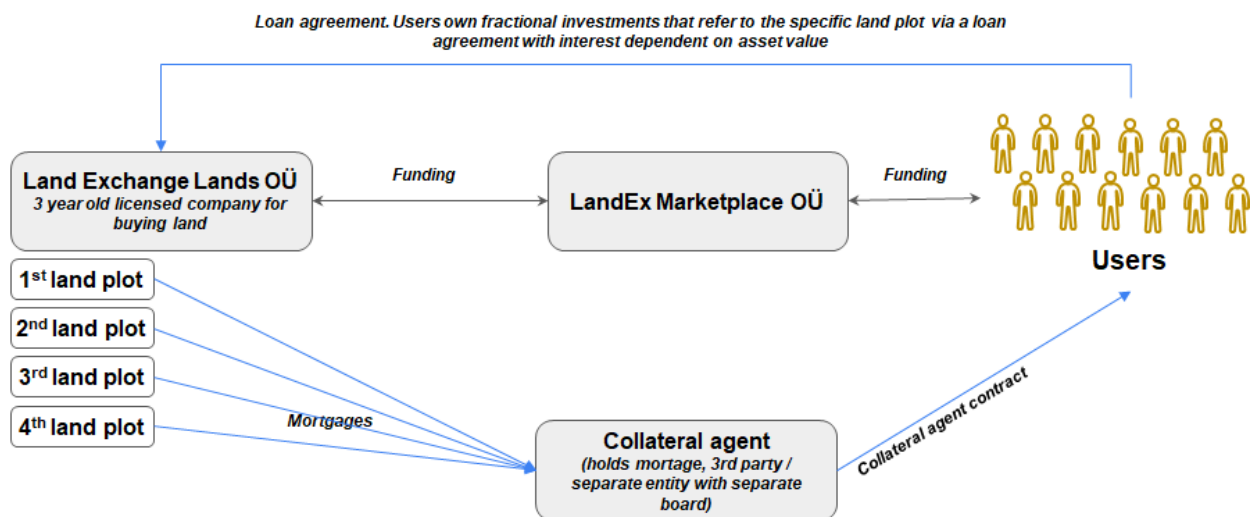 Loan agreement. Users own fractional investments that refer to the specific land plot via a loan
agreement with interest dependent on asset value
Land Exchange Lands OÜ
3 year old licensed company for
buying land
Funding
LandEx Marketplace OÜ
Funding
Users
1st land plot
2nd land plot
3rd land plot
4th land plot
Mortgages
Collateral agent
(holds mortage, 3rd party /
separate entity with separate
board)
Collateral agent contract